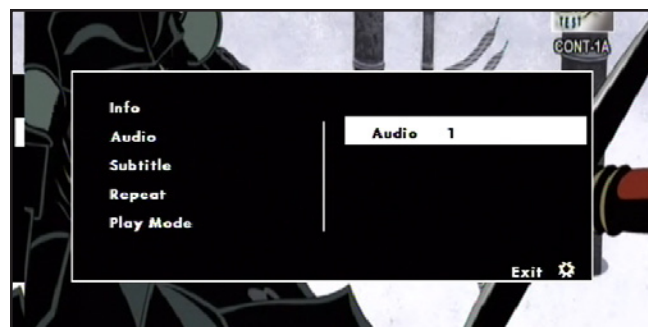 TEST
CONT-1A
Info
Audio
Audio 1
Subtitle
Repeat
Play Mode
Exit